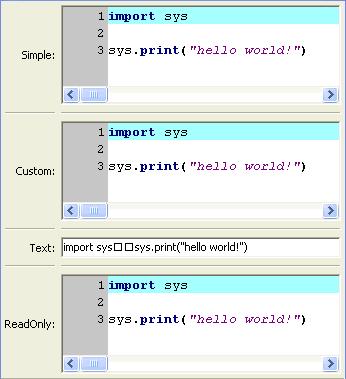 1 import sys
2
Simple:
3 sys.print("hello world!")
1 import sys
2
Custom:
3 sys.print("hello world!")
Text: import sys□□sys.print("hello world!")
1 import sys
2
3 sys.print("hello world!")
ReadOnly: